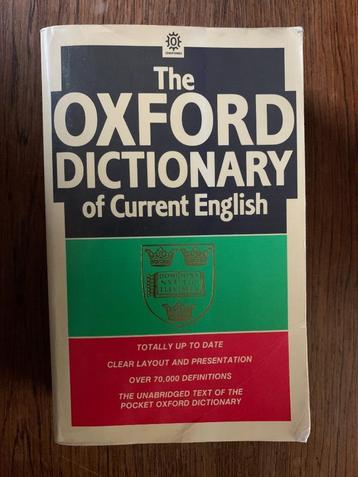 The
OXFORD
DICTIONARY
of Current English
TOTALLY UP TO DATE
CLEAR LAYOUT AND PRESENTATION
OVER 70,000 DEFINITIONS
THE UNABRIDGED TEXT OF THE
POCKET OXFORD DICTIONARY